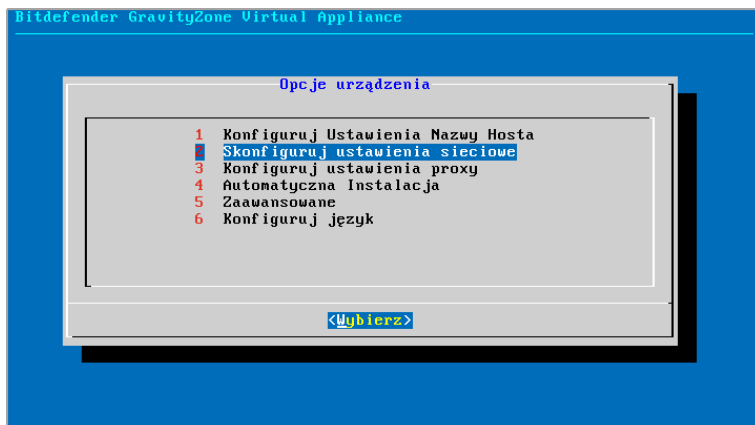 Bitdefender GravityZone Virtual Appliance
Opcje urządzenia
1 Konfiguruj Ustawienia Nazwy Hosta
2 Skonfiguruj ustawienia sieciowe
3 Konfiguruj ustawienia proxy
4 Automatyczna Instalacja
5 Zaawansowane
6 Konfiguruj język
<Wybierz>